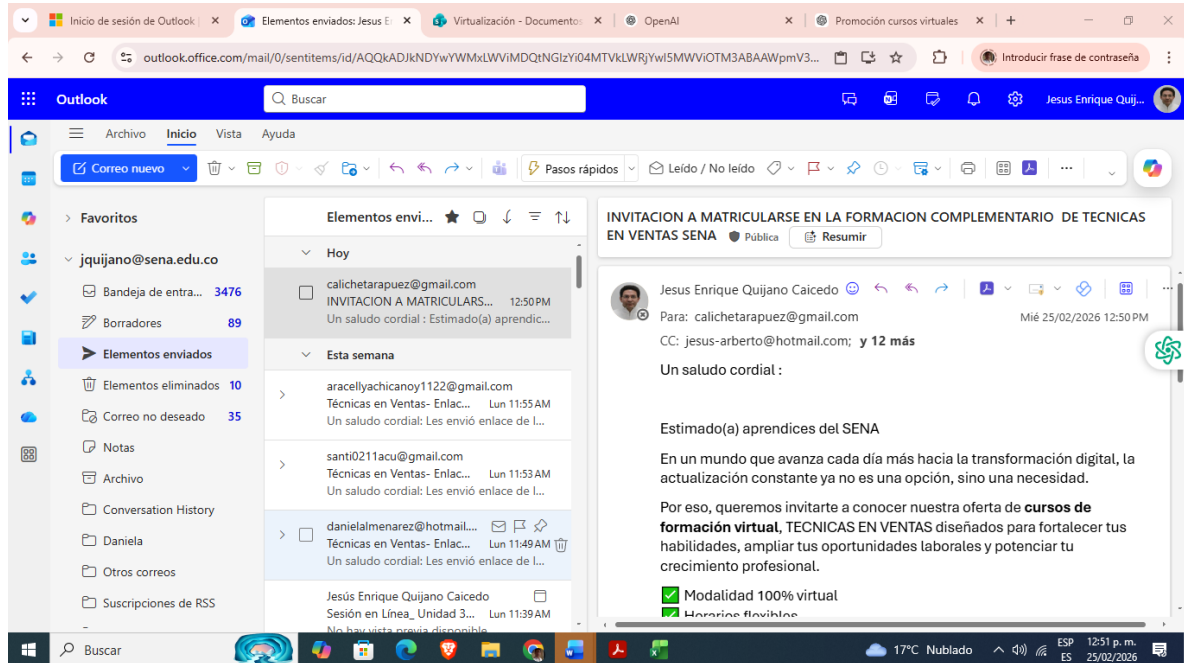 Inicio de sesión de Outlook
Elementos enviados: Jesus E
Virtualización - Documentos
OpenAI
Promoción cursos virtuales
outlook.office.com/mail/0/sentitems/id/AQQkADJkNDYwYWMxLWViMDQtNGIzYi04MTVkLWRjYwI5MWViOTM3ABAAWpmV3...
Introducir frase de contraseña
Outlook
Buscar
Jesus Enrique Quij...
Archivo Inicio Vista Ayuda
Correo nuevo
Pasos rápidos
Leído / No leído
Favoritos
jquijano@sena.edu.co
Bandeja de entra... 3476
Borradores 89
Elementos enviados
Elementos eliminados 10
Correo no deseado 35
Notas
Archivo
Conversation History
Daniela
Otros correos
Suscripciones de RSS
Elementos envi...
Hoy
calichetarapuez@gmail.com
INVITACION A MATRICULARS... 12:50 PM
Un saludo cordial : Estimado(a) aprendic...
Esta semana
aracellyachicanoy1122@gmail.com
Técnicas en Ventas- Enlac... Lun 11:55 AM
Un saludo cordial: Les envió enlace de l...
santi0211acu@gmail.com
Técnicas en Ventas- Enlac... Lun 11:53 AM
Un saludo cordial: Les envió enlace de l...
danielalmenarez@hotmail....
Técnicas en Ventas- Enlac... Lun 11:49 AM
Un saludo cordial: Les envió enlace de l...
Jesús Enrique Quijano Caicedo
Sesión en Línea_ Unidad 3... Lun 11:39 AM
No hay vista previa disponible
INVITACION A MATRICULARSE EN LA FORMACION COMPLEMENTARIO DE TECNICAS
EN VENTAS SENA Pública Resumir
Jesus Enrique Quijano Caicedo
Para: calichetarapuez@gmail.com
Mié 25/02/2026 12:50 PM
CC: jesus-arberto@hotmail.com; y 12 más
Un saludo cordial :
Estimado(a) aprendices del SENA
En un mundo que avanza cada día más hacia la transformación digital, la
actualización constante ya no es una opción, sino una necesidad.
Por eso, queremos invitarte a conocer nuestra oferta de cursos de
formación virtual, TECNICAS EN VENTAS diseñados para fortalecer tus
habilidades, ampliar tus oportunidades laborales y potenciar tu
crecimiento profesional.
Modalidad 100% virtual
Horarios flexibles
Buscar
17°C Nublado
ESP
ES
12:51 p. m.
25/02/2026